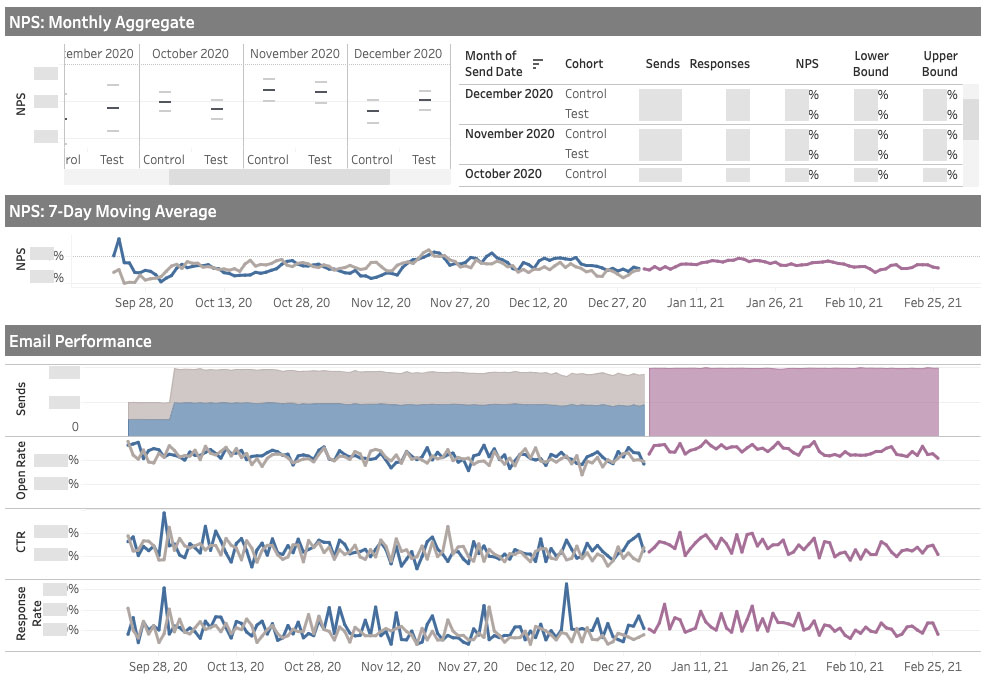 NPS: Monthly Aggregate
ember 2020 October 2020 November 2020 December 2020
NPS
rol Test Control Test Control Test Control Test
Month of Send Date Cohort Sends Responses NPS Lower Bound Upper Bound
December 2020 Control % % %
Test % % %
November 2020 Control % % %
Test % % %
October 2020 Control % % %
NPS: 7-Day Moving Average
NPS
%
%
Sep 28, 20 Oct 13, 20 Oct 28, 20 Nov 12, 20 Nov 27, 20 Dec 12, 20 Dec 27, 20 Jan 11, 21 Jan 26, 21 Feb 10, 21 Feb 25, 21
Email Performance
Sends
0
Open Rate
%
%
CTR
%
%
Response Rate
%
%
%
Sep 28, 20 Oct 13, 20 Oct 28, 20 Nov 12, 20 Nov 27, 20 Dec 12, 20 Dec 27, 20 Jan 11, 21 Jan 26, 21 Feb 10, 21 Feb 25, 21